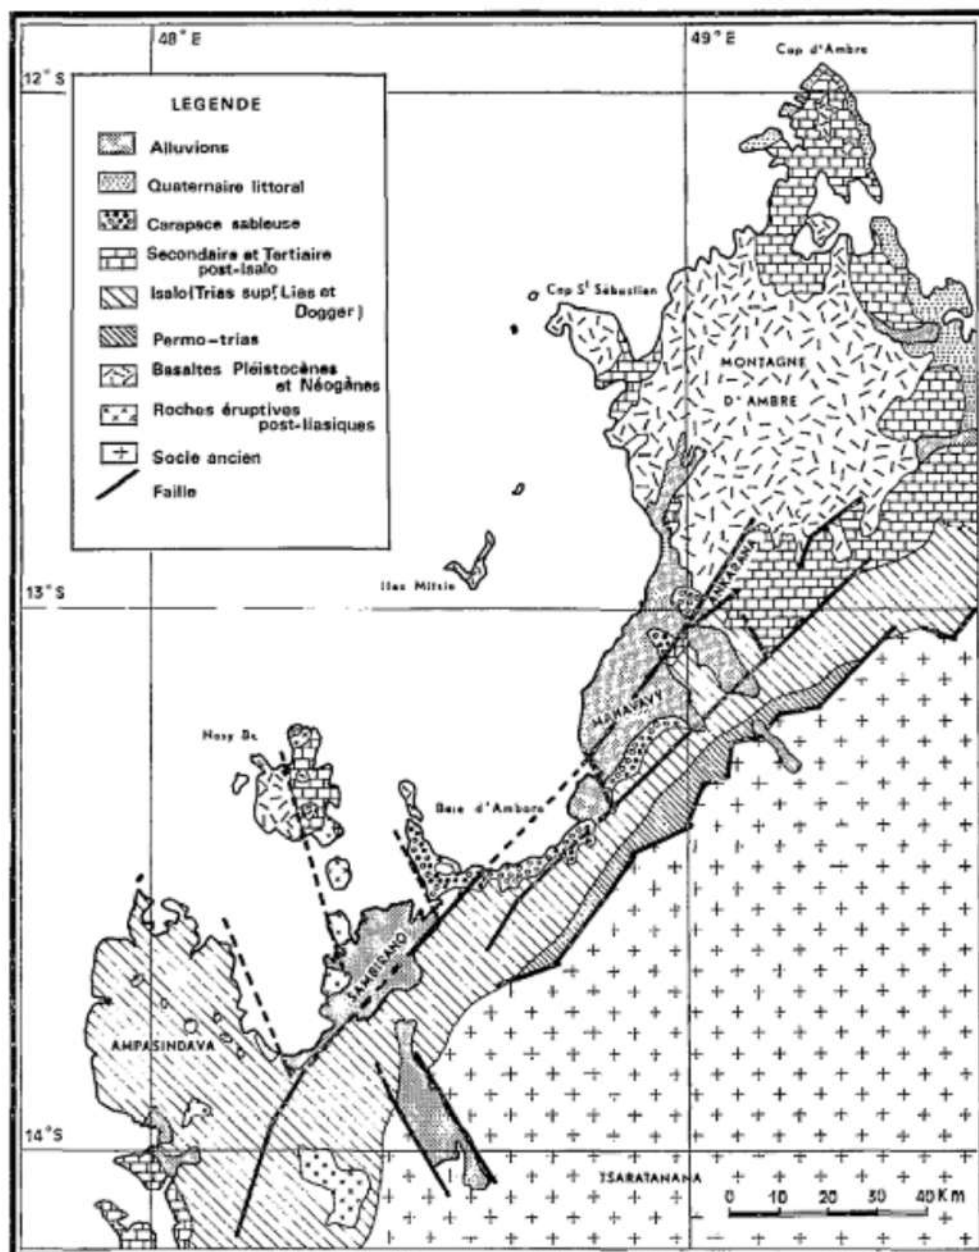 48°E
49°E
Cap d'Ambre
12°S
LEGENDE
Alluvions
Quaternaire littoral
Carapace sableuse
Secondaire et Tertiaire
post-Isalo
Isalo (Trias sup! Lias et
Dogger)
Permo-trias
Basaltes Pléistocènes
et Néogènes
Roches éruptives
post-liasiques
Socle ancien
Faille
Cap St Sébastien
MONTAGNE
D'AMBRE
Iles Mitsio
13°S
ANKARANA
MAHAVAVY
Nosy Be
Baie d'Ambaro
SAMBIRANO
AMPASINDAVA
14°S
TSARATANANA
0 10 20 30 40 Km